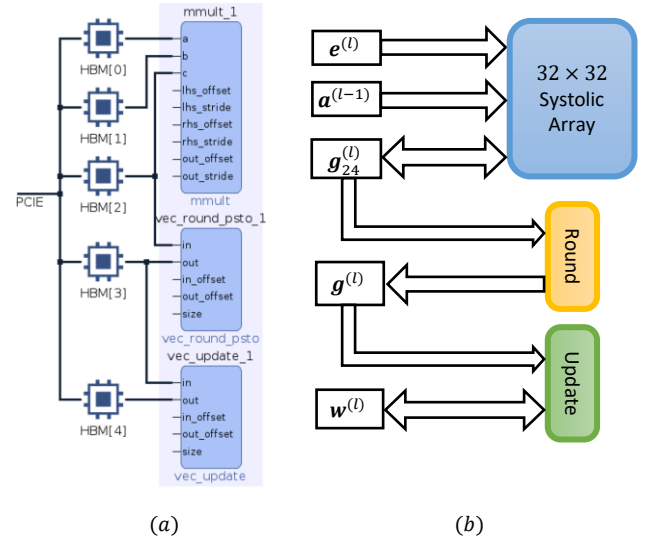 mmult_1
a
b
c
lhs_offset
lhs_stride
rhs_offset
rhs_stride
out_offset
out_stride
mmult
HBM[0]
HBM[1]
HBM[2]
PCIE
HBM[3]
HBM[4]
vec_round_psto_1
in
out
in_offset
out_offset
size
vec_round_psto
vec_update_1
in
out
in_offset
out_offset
size
vec_update
(a)
e^{(l)}
a^{(l-1)}
g_{24}^{(l)}
g^{(l)}
w^{(l)}
32 × 32
Systolic
Array
Round
Update
(b)